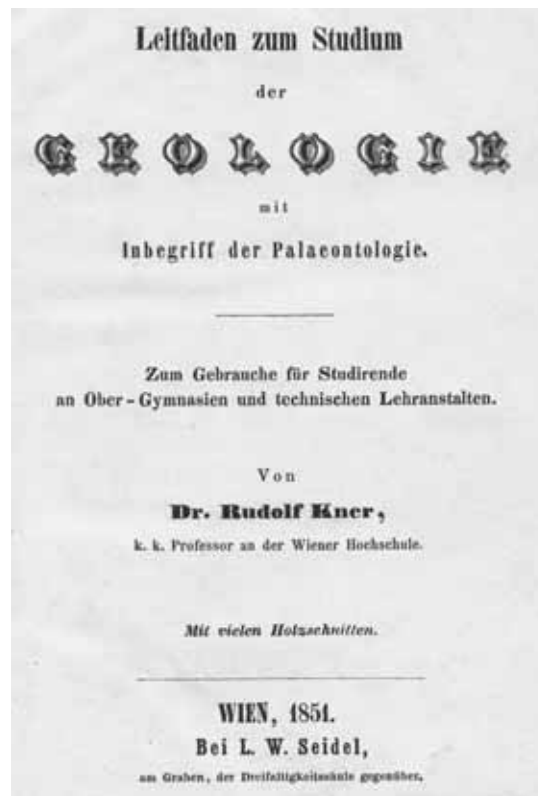 Leitfaden zum Studium
der
GEOLOGIE
mit
Inbegriff der Palaeontologie.
Zum Gebrauche für Studirende
an Ober-Gymnasien und technischen Lehranstalten.
Von
Dr. Rudolf Kner,
k. k. Professor an der Wiener Hochschule.
Mit vielen Holzschnitten.
WIEN, 1851.
Bei L. W. Seidel,
am Graben, der Dreifaltigkeitssäule gegenüber.